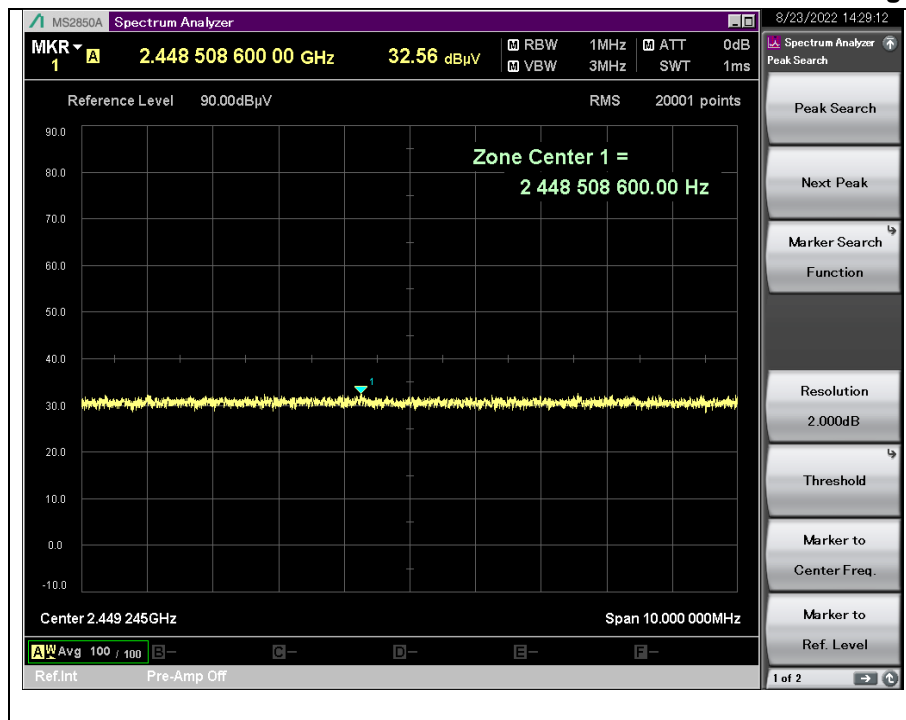 MS2850A Spectrum Analyzer
8/23/2022 14:29:12
MKR 1 A 2.448 508 600 00 GHz 32.56 dBµV
M RBW 1MHz M ATT 0dB
M VBW 3MHz SWT 1ms
Spectrum Analyzer
Peak Search
Reference Level 90.00dBµV RMS 20001 points
Peak Search
90.0
Zone Center 1 =
80.0
2 448 508 600.00 Hz
Next Peak
70.0
Marker Search
Function
60.0
50.0
40.0
1
Resolution
2.000dB
30.0
20.0
Threshold
10.0
0.0
Marker to
Center Freq.
-10.0
Center 2.449 245GHz Span 10.000 000MHz
Marker to
Ref. Level
A W Avg 100 / 100 B- C- D- E- F-
Ref.Int Pre-Amp Off
1 of 2